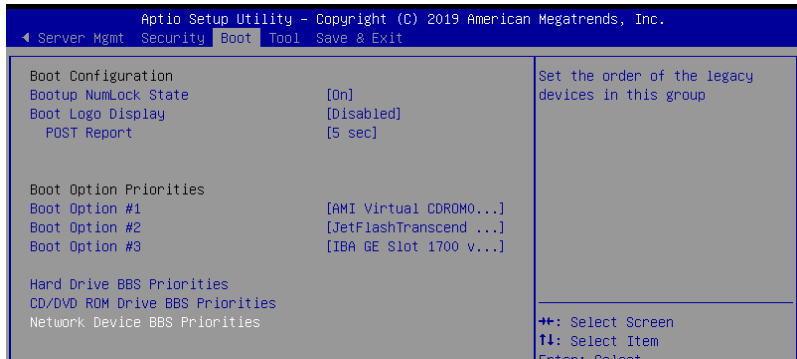 Aptio Setup Utility – Copyright (C) 2019 American Megatrends, Inc.
Server Mgmt Security Boot Tool Save & Exit
Boot Configuration
Bootup NumLock State [On]
Boot Logo Display [Disabled]
POST Report [5 sec]
Boot Option Priorities
Boot Option #1 [AMI Virtual CDROM0...]
Boot Option #2 [JetFlashTranscend ...]
Boot Option #3 [IBA GE Slot 1700 v...]
Hard Drive BBS Priorities
CD/DVD ROM Drive BBS Priorities
Network Device BBS Priorities
Set the order of the legacy
devices in this group
→←: Select Screen
↑↓: Select Item
Enter: Select